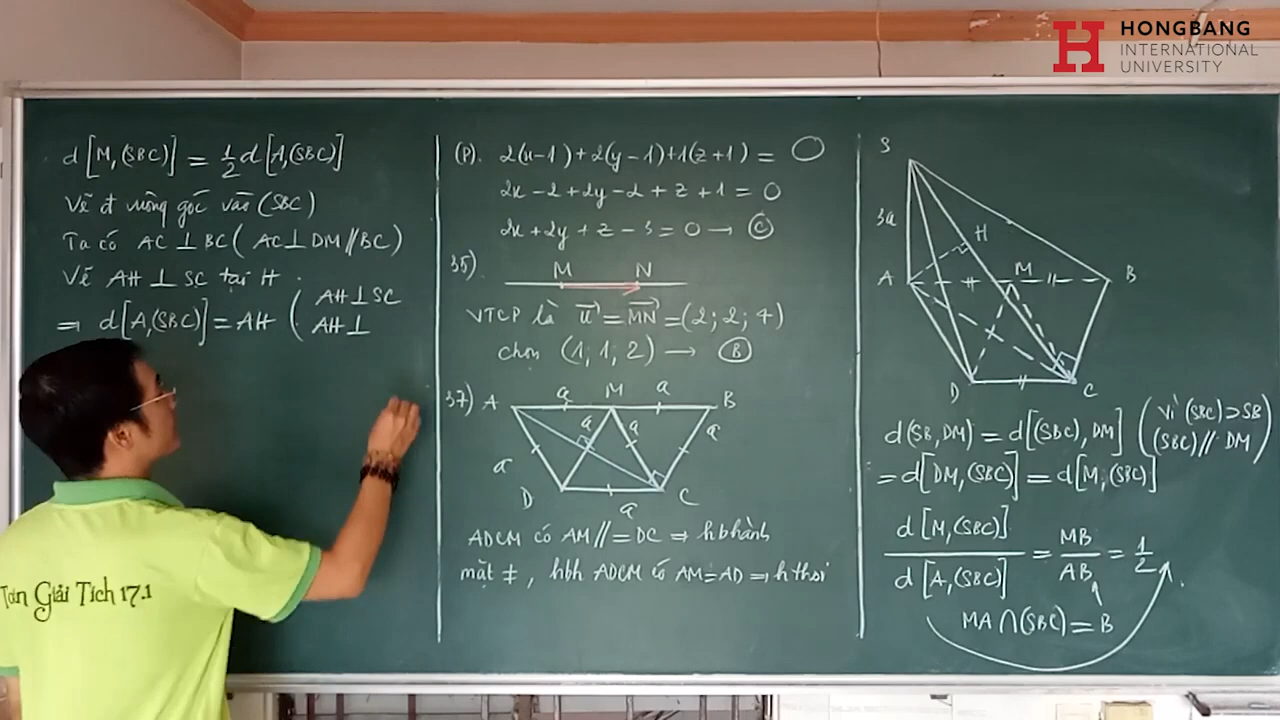 HONGBANG
INTERNATIONAL
UNIVERSITY
d[M,(SBC)] = 1/2 d[A,(SBC)]
Vẽ đt vuông góc vào (SBC)
Ta có AC ⊥ BC (AC ⊥ DM // BC)
Vẽ AH ⊥ SC tại H.
⇒ d[A,(SBC)] = AH ( AH ⊥ SC
AH ⊥
(P). 2(x-1)+2(y-1)+1(z+1) = 0
2x-2+2y-2+z+1=0
2x+2y+z-3=0 → C
35)
M N
VTCP là u⃗ = MN⃗ = (2; 2; 4)
chọn (1; 1; 2) → B
37) A a M a B
a a a
a D a C
ADCM có AM // = DC ⇒ hbhành
mặt ≠, hbh ADCM có AM = AD ⇒ h thoi
S
3a H
A M B
D C
d(SB,DM) = d[(SBC),DM] (Vì (SBC) ⊃ SB
(SBC) // DM)
= d[DM,(SBC)] = d[M,(SBC)]
d[M,(SBC)] / d[A,(SBC)] = MB/AB = 1/2.
MA ∩ (SBC) = B
Toán Giải Tích 17.1